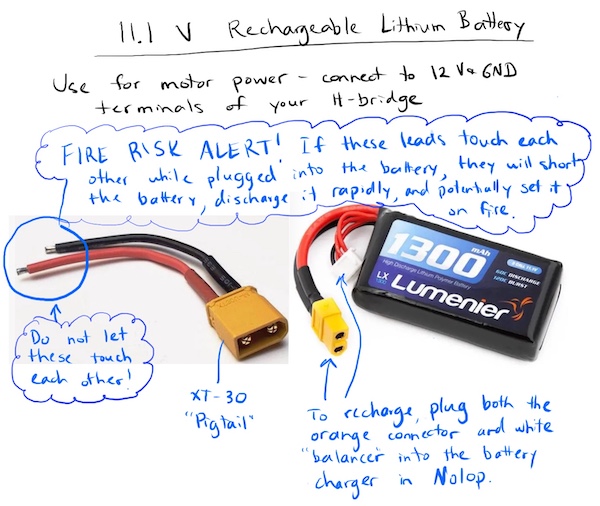 11.1 V Rechargeable Lithium Battery
Use for motor power - connect to 12 V & GND
terminals of your H-bridge
FIRE RISK ALERT! If these leads touch each
other while plugged into the battery, they will short
the battery, discharge it rapidly, and potentially set it
on fire.
Do not let
these touch
each other!
XT-30
"Pigtail"
1300 mAh
High Discharge Lithium Polymer Battery
60C DISCHARGE
120C BURST
LX
Lumenier
To recharge, plug both the
orange connector and white
"balancer" into the battery
charger in Nolop.